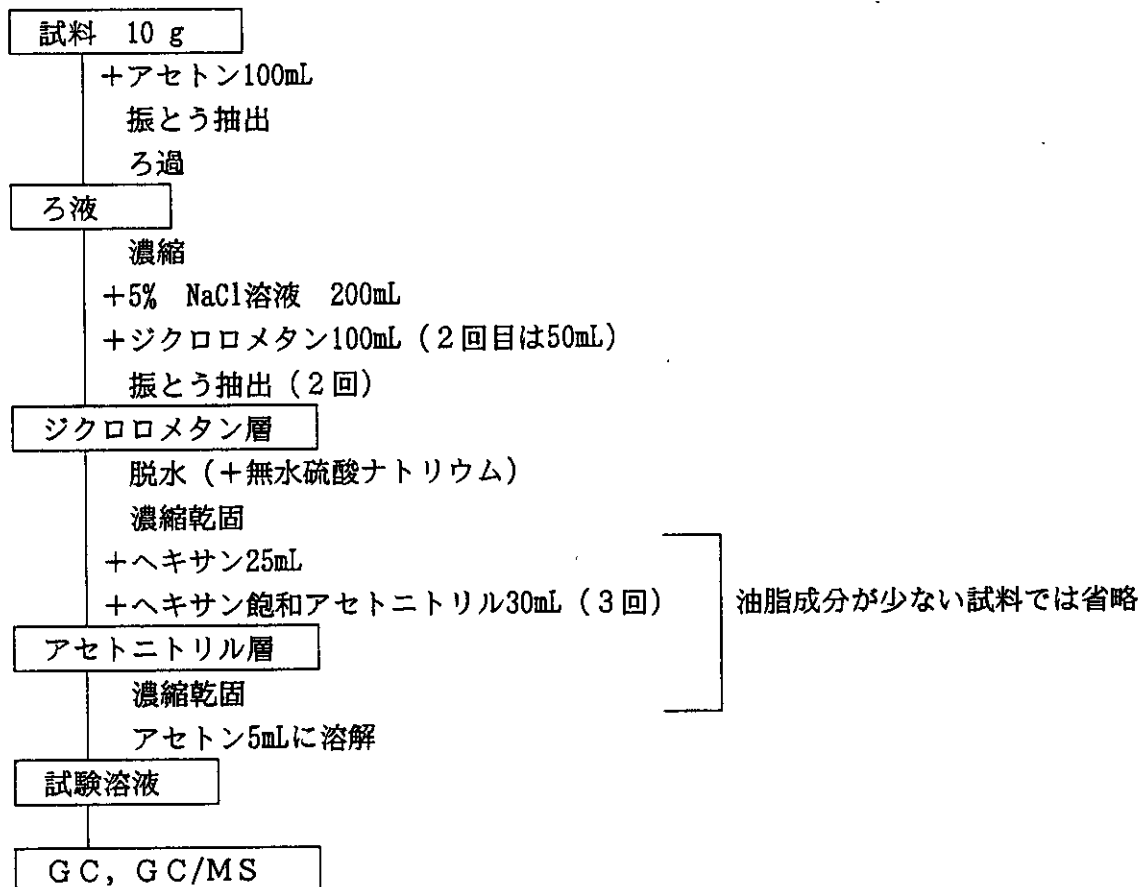 試料 10 g
+アセトン100mL
振とう抽出
ろ過
ろ液
濃縮
+5% NaCl溶液 200mL
+ジクロロメタン100mL(2回目は50mL)
振とう抽出(2回)
ジクロロメタン層
脱水(+無水硫酸ナトリウム)
濃縮乾固
+ヘキサン25mL
+ヘキサン飽和アセトニトリル30mL(3回)
油脂成分が少ない試料では省略
アセトニトリル層
濃縮乾固
アセトン5mLに溶解
試験溶液
GC, GC/MS